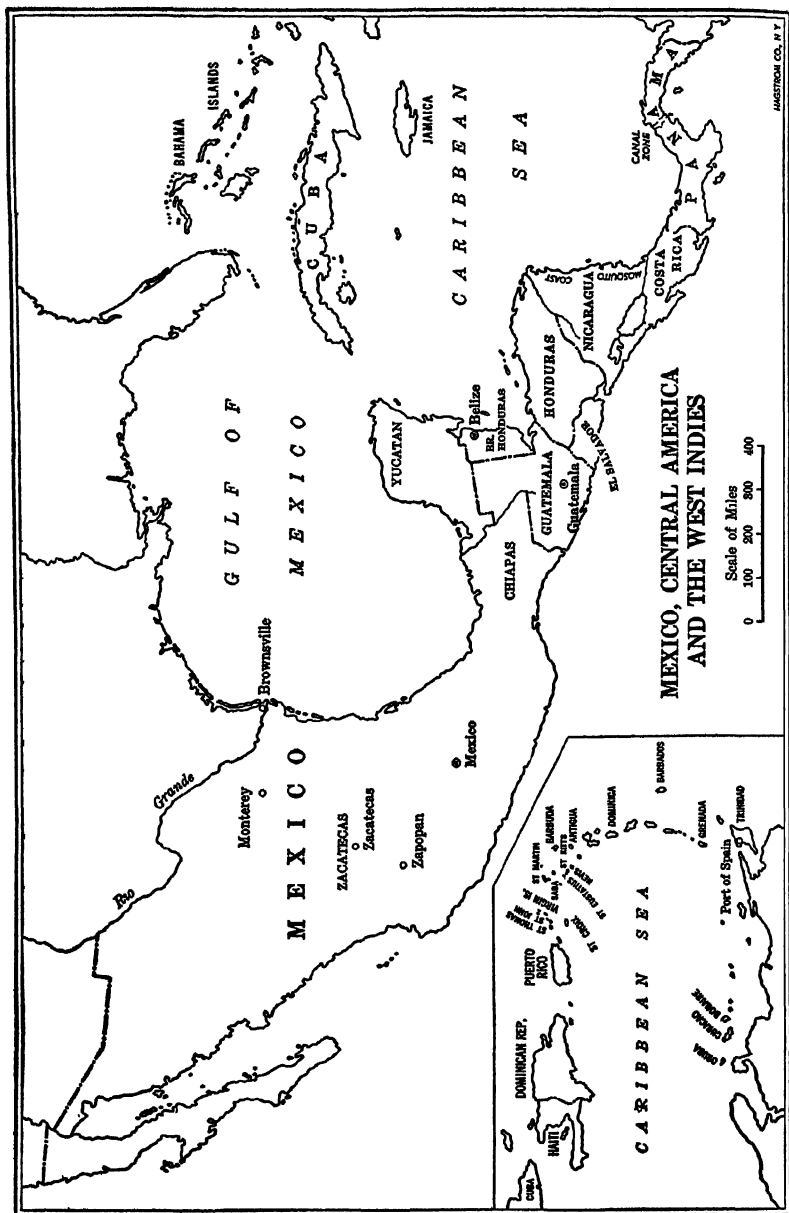 BAHAMA ISLANDS
GULF OF
MEXICO
CUBA
JAMAICA
CARIBBEAN
SEA
Rio Grande
Brownsville
Monterey
MEXICO
ZACATECAS
Zacatecas
Zapopan
Mexico
YUCATAN
Belize
BR.
HONDURAS
CHIAPAS
GUATEMALA
Guatemala
EL SALVADOR
HONDURAS
NICARAGUA
MOSQUITO COAST
COSTA
RICA
CANAL
ZONE
PANAMA
MEXICO, CENTRAL AMERICA
AND THE WEST INDIES
Scale of Miles
0 100 200 300 400
CUBA
HAITI
DOMINICAN REP.
PUERTO
RICO
ST THOMAS
ST JOHN
VIRGIN IS.
ST CROIX
SABA
ST EUSTATIUS
ST MARTIN
ST KITTS
NEVIS
BARBUDA
ANTIGUA
DOMINICA
BARBADOS
GRENADA
TRINIDAD
Port of Spain
CARIBBEAN SEA
ORUBA
CURACAO
BONAIRE
HAGSTROM CO., N Y